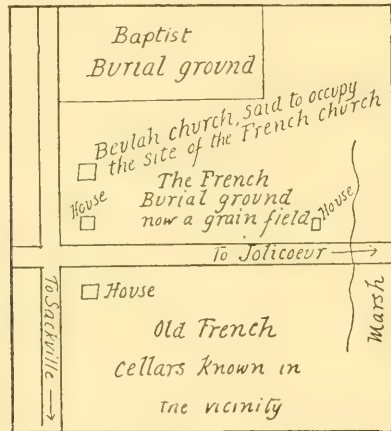 Baptist
Burial ground
Beulah church, said to occupy
the site of the French church
The French
Burial ground
now a grain field
House
House
To Jolicoeur
House
To Sackville
Marsh
Old French
Cellars known in
the vicinity